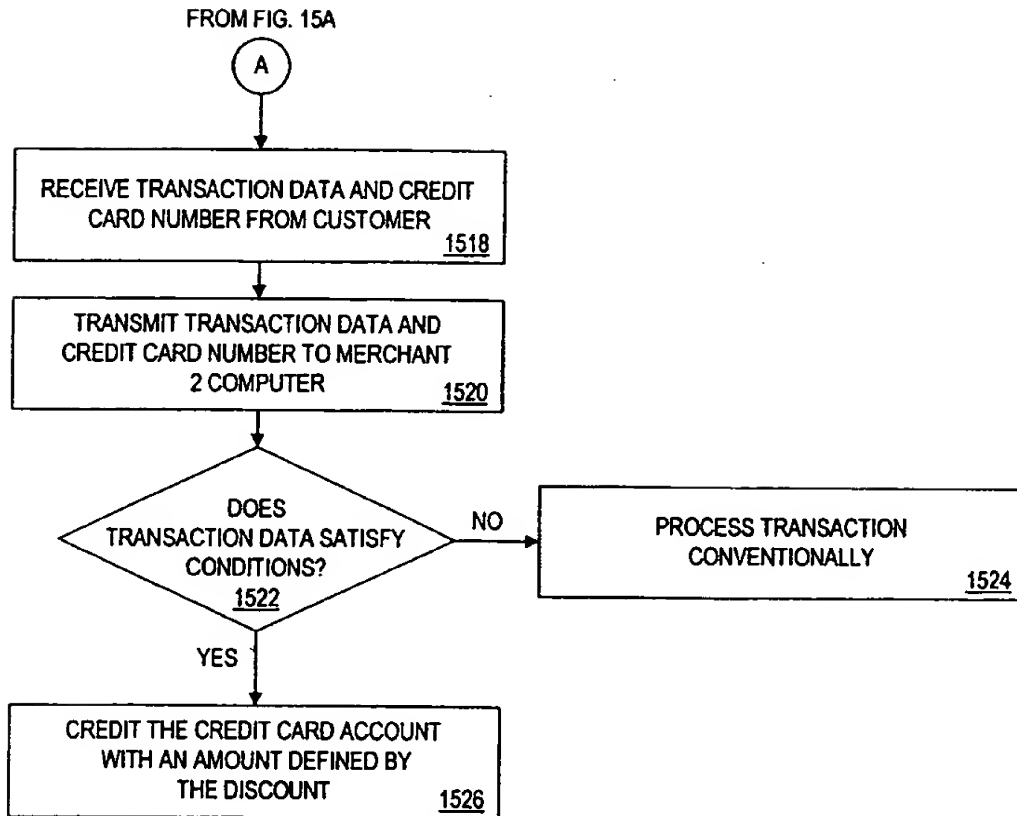 FROM FIG. 15A
A
RECEIVE TRANSACTION DATA AND CREDIT
CARD NUMBER FROM CUSTOMER
1518
TRANSMIT TRANSACTION DATA AND
CREDIT CARD NUMBER TO MERCHANT
2 COMPUTER
1520
DOES
TRANSACTION DATA SATISFY
CONDITIONS?
1522
NO
PROCESS TRANSACTION
CONVENTIONALLY
1524
YES
CREDIT THE CREDIT CARD ACCOUNT
WITH AN AMOUNT DEFINED BY
THE DISCOUNT
1526